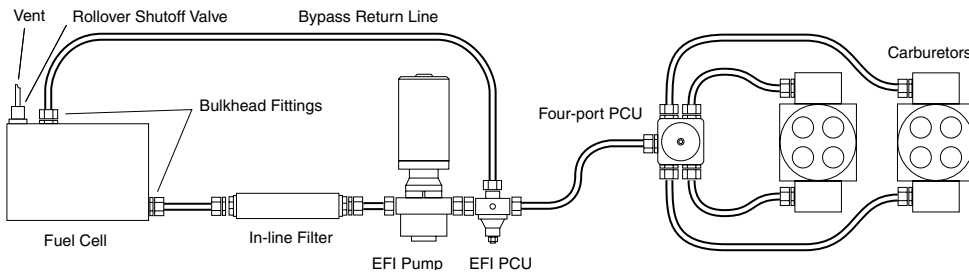 Vent
Rollover Shutoff Valve
Bypass Return Line
Carburetors
Bulkhead Fittings
Four-port PCU
Fuel Cell
In-line Filter
EFI Pump
EFI PCU